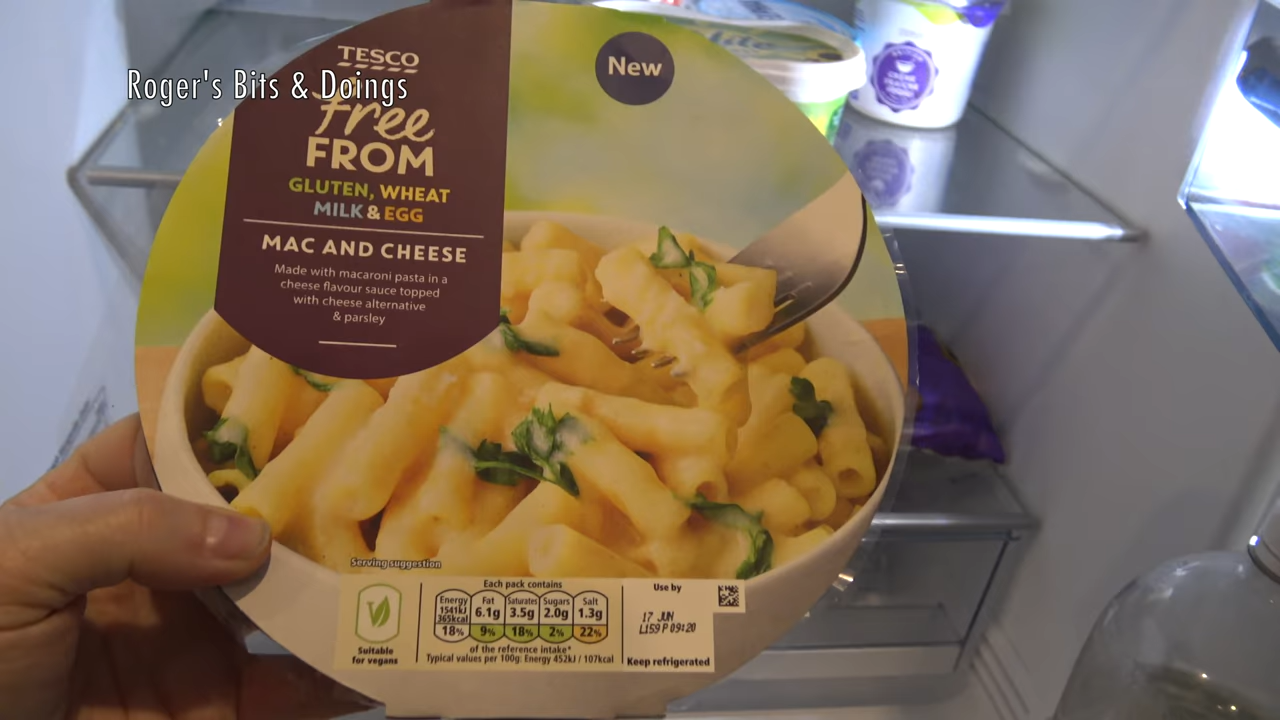 TESCO
Roger's Bits & Doings
free
FROM
GLUTEN, WHEAT
MILK & EGG
MAC AND CHEESE
Made with macaroni pasta in a
cheese flavour sauce topped
with cheese alternative
& parsley
New
Serving suggestion
Suitable
for vegans
Each pack contains
Energy
1541kJ
365kcal
18%
Fat
6.1g
9%
Saturates
3.5g
18%
Sugars
2.0g
2%
Salt
1.3g
22%
of the reference intake*
Typical values per 100g: Energy 452kJ / 107kcal
Use by
17 JUN
L159 P 09:20
Keep refrigerated